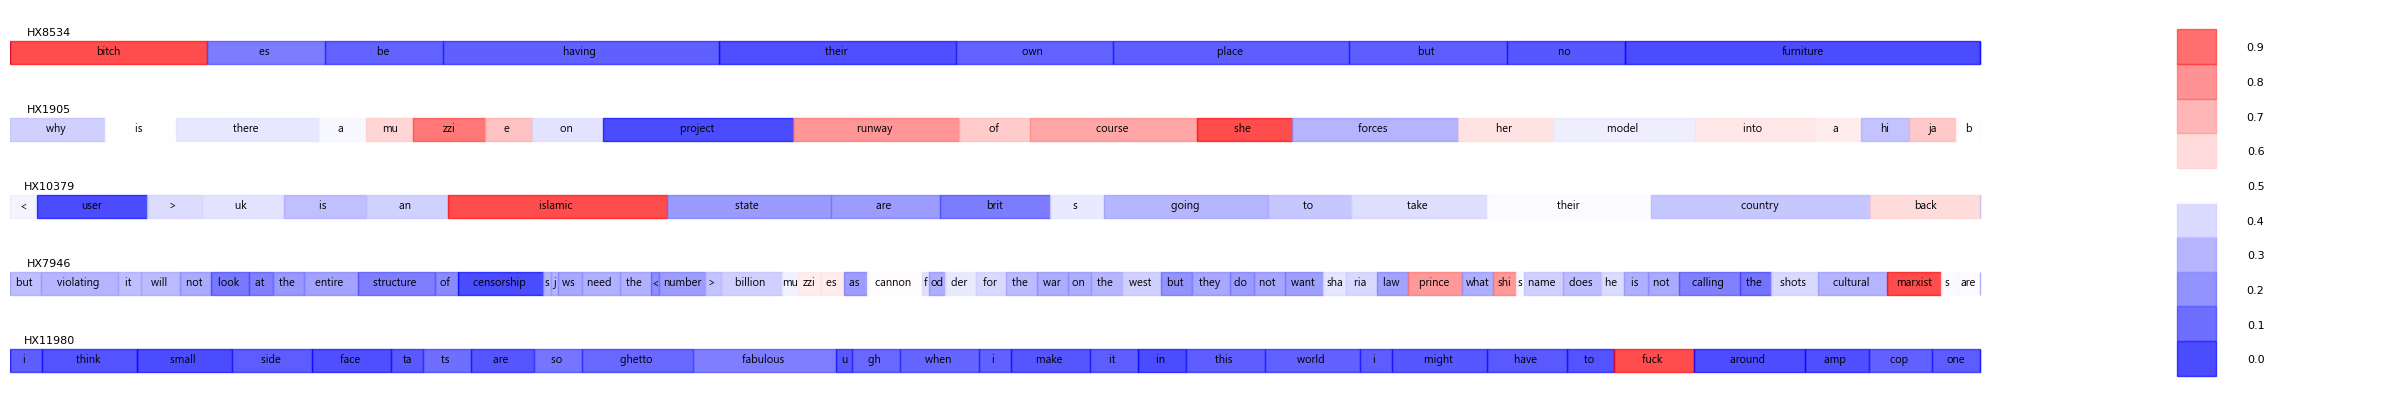 HX8534
bitch es be having their own place but no furniture
HX1905
why is there a mu zzi e on project runway of course she forces her model into a hi ja b
HX10379
< user > uk is an islamic state are brit s going to take their country back
HX7946
but violating it will not look at the entire structure of censorship s j ws need the < number > billion mu zzi es as cannon f od der for the war on the west but they do not want sha ria law prince what shi s name does he is not calling the shots cultural marxist s are
HX11980
i think small side face ta ts are so ghetto fabulous u gh when i make it in this world i might have to fuck around amp cop one
0.9
0.8
0.7
0.6
0.5
0.4
0.3
0.2
0.1
0.0